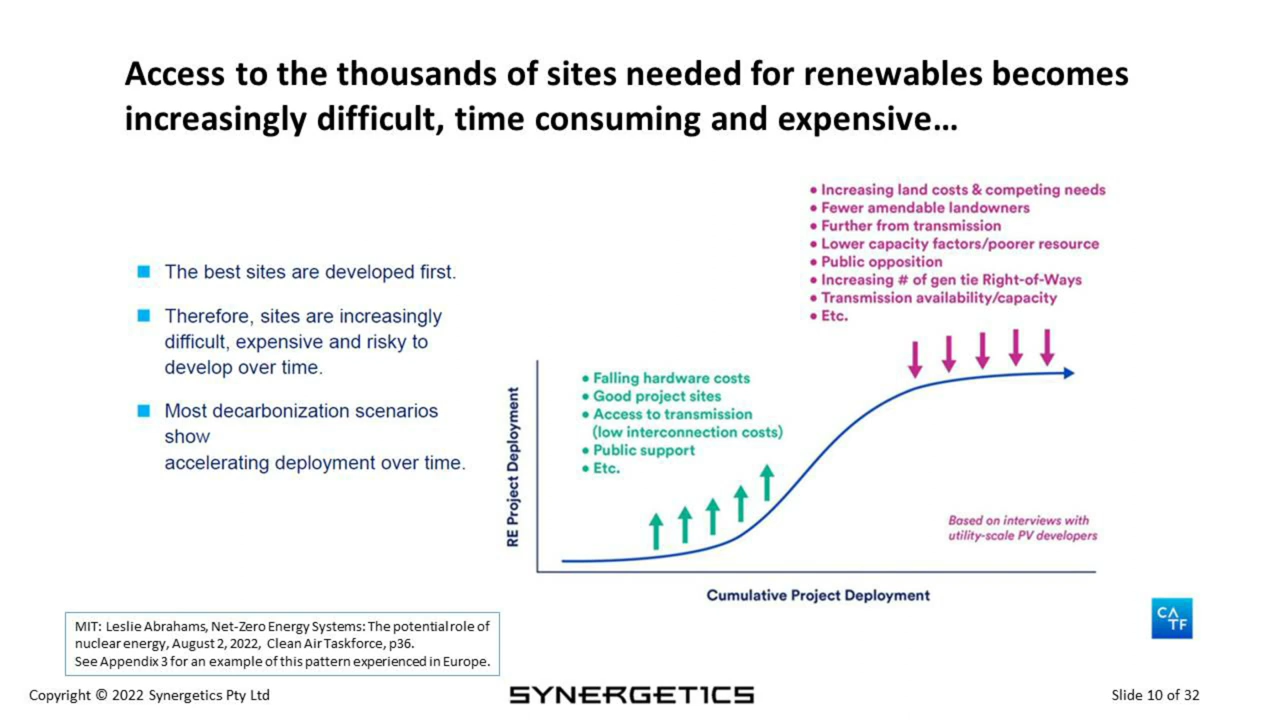 Access to the thousands of sites needed for renewables becomes
increasingly difficult, time consuming and expensive…
■ The best sites are developed first.
■ Therefore, sites are increasingly
difficult, expensive and risky to
develop over time.
■ Most decarbonization scenarios
show
accelerating deployment over time.
• Increasing land costs & competing needs
• Fewer amendable landowners
• Further from transmission
• Lower capacity factors/poorer resource
• Public opposition
• Increasing # of gen tie Right-of-Ways
• Transmission availability/capacity
• Etc.
• Falling hardware costs
• Good project sites
• Access to transmission
(low interconnection costs)
• Public support
• Etc.
RE Project Deployment
Based on interviews with
utility-scale PV developers
Cumulative Project Deployment
MIT: Leslie Abrahams, Net-Zero Energy Systems: The potential role of
nuclear energy, August 2, 2022, Clean Air Taskforce, p36.
See Appendix 3 for an example of this pattern experienced in Europe.
CA
TF
Copyright © 2022 Synergetics Pty Ltd
SYNERGETICS
Slide 10 of 32